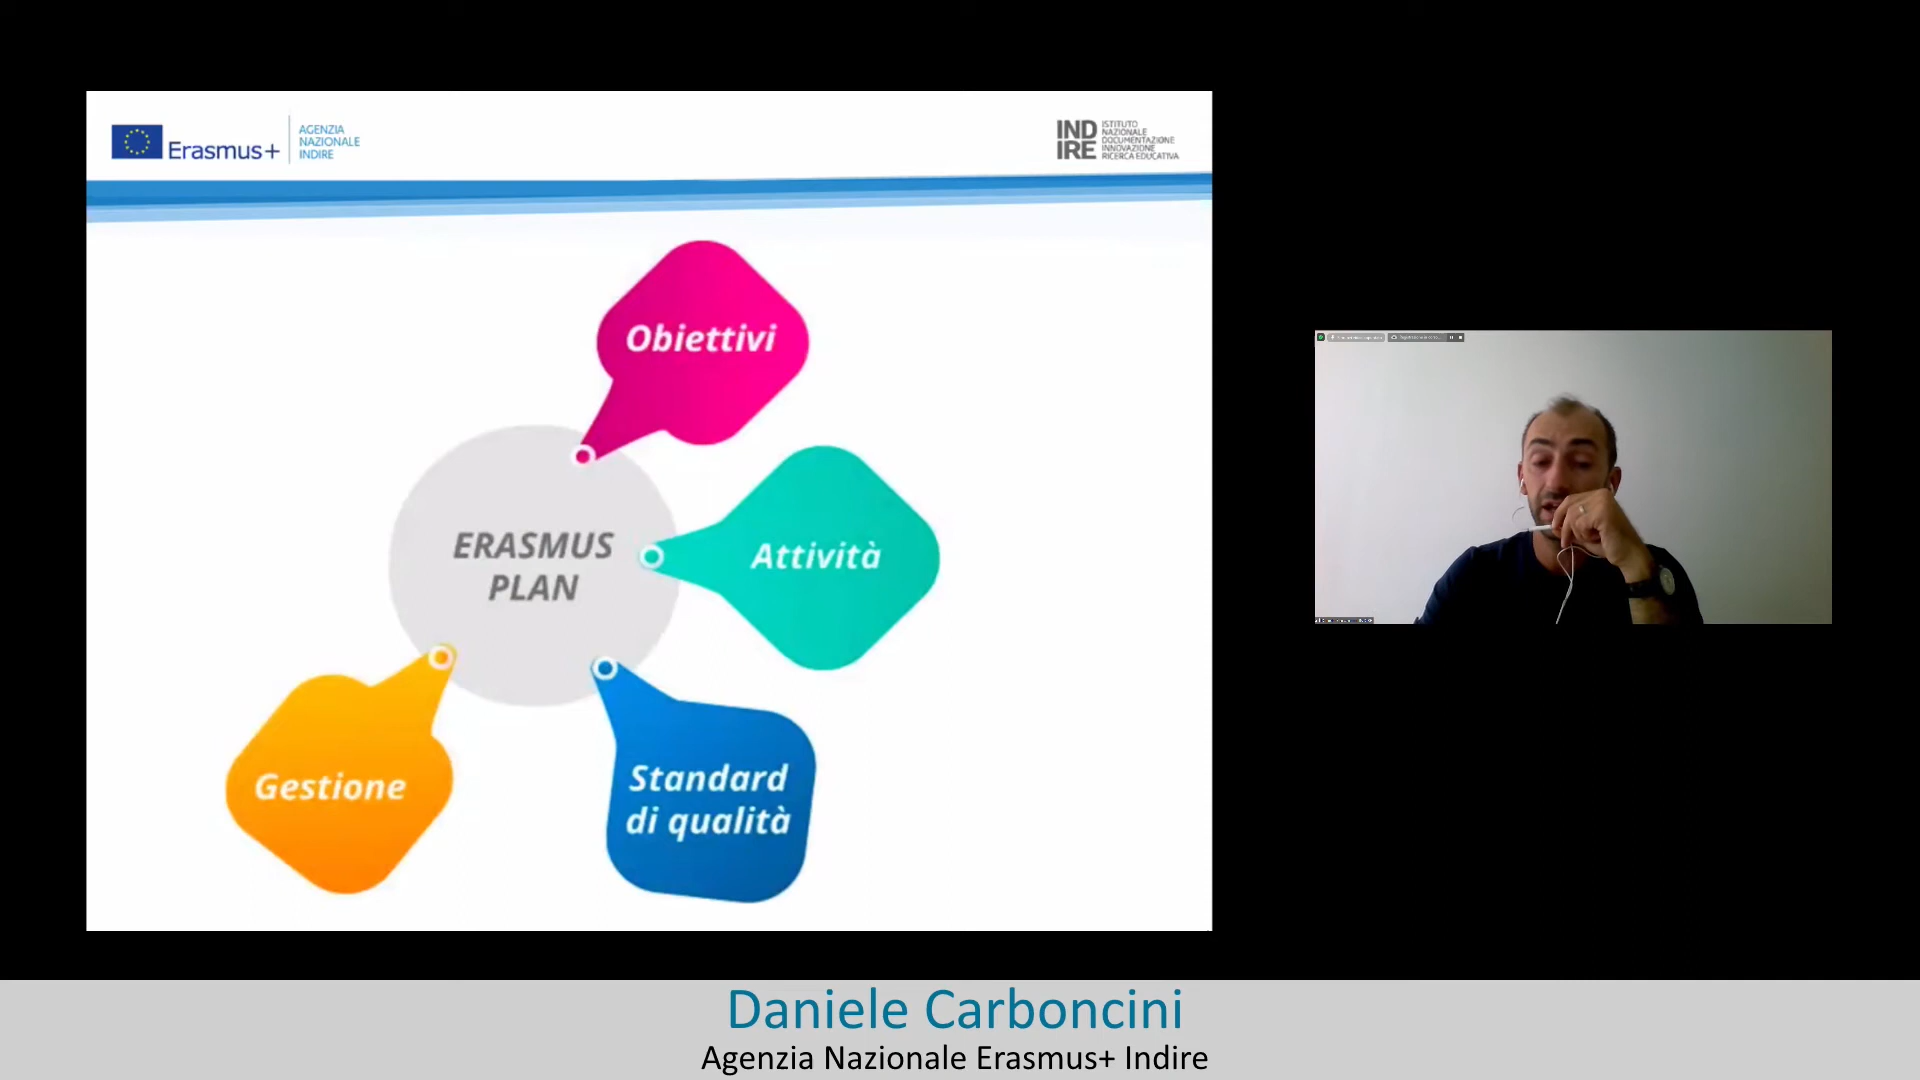 Erasmus+
AGENZIA
NAZIONALE
INDIRE
IND
IRE
ISTITUTO
NAZIONALE
DOCUMENTAZIONE
INNOVAZIONE
RICERCA EDUCATIVA
Obiettivi
ERASMUS
PLAN
Attività
Gestione
Standard
di qualità
Daniele Carboncini
Agenzia Nazionale Erasmus+ Indire